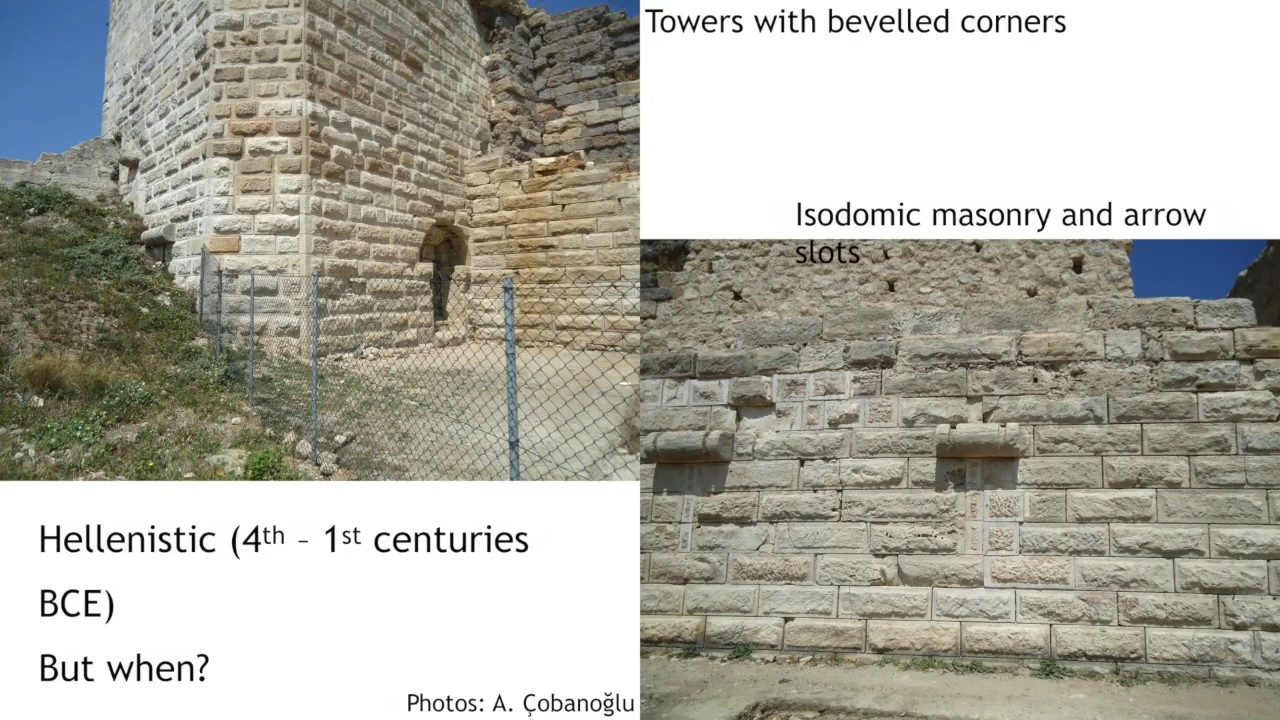 Towers with bevelled corners
Isodomic masonry and arrow
slots
Hellenistic (4th – 1st centuries
BCE)
But when?
Photos: A. Çobanoğlu